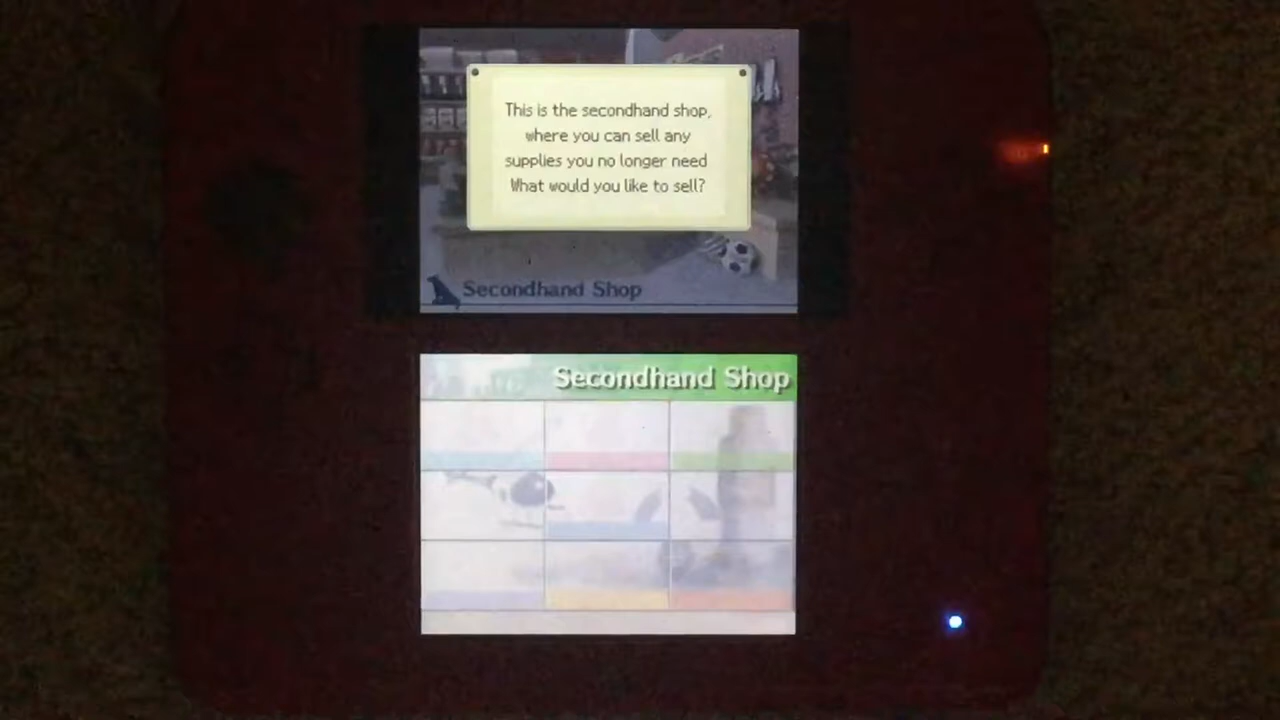 This is the secondhand shop,
where you can sell any
supplies you no longer need
What would you like to sell?
Secondhand Shop
Secondhand Shop